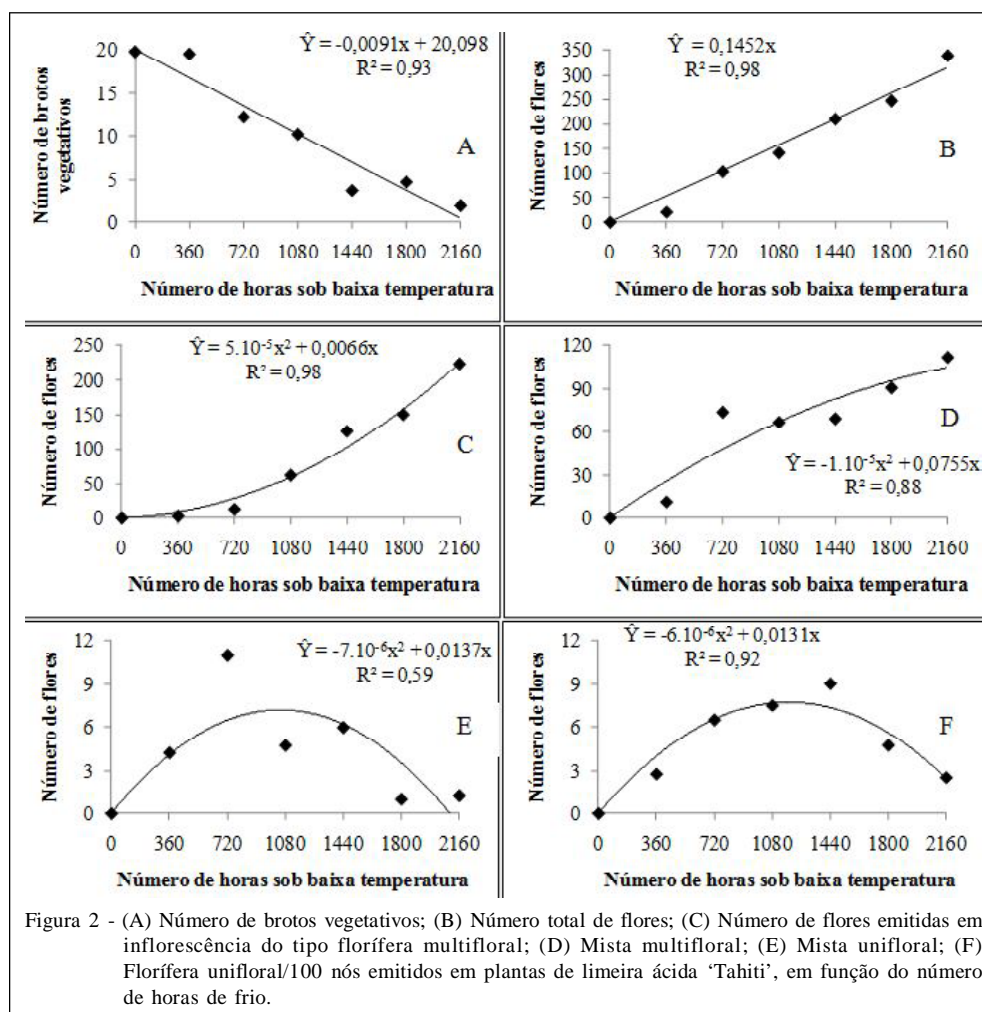 Ŷ = -0,0091x + 20,098
R² = 0,93
Número de brotos
vegetativos
20
15
10
5
0
A
0 360 720 1080 1440 1800 2160
Número de horas sob baixa temperatura
Ŷ = 0,1452x
R² = 0,98
Número de flores
350
300
250
200
150
100
50
0
B
0 360 720 1080 1440 1800 2160
Número de horas sob baixa temperatura
Ŷ = 5.10⁻⁵x² + 0,0066x
R² = 0,98
Número de flores
250
200
150
100
50
0
C
0 360 720 1080 1440 1800 2160
Número de horas sob baixa temperatura
Número de flores
120
90
60
30
0
D
Ŷ = -1.10⁻⁵x² + 0,0755x
R² = 0,88
0 360 720 1080 1440 1800 2160
Número de horas sob baixa temperatura
Ŷ = -7.10⁻⁶x² + 0,0137x
R² = 0,59
Número de flores
12
9
6
3
0
E
0 360 720 1080 1440 1800 2160
Número de horas sob baixa temperatura
Ŷ = -6.10⁻⁶x² + 0,0131x
R² = 0,92
Número de flores
12
9
6
3
0
F
0 360 720 1080 1440 1800 2160
Número de horas sob baixa temperatura
Figura 2 - (A) Número de brotos vegetativos; (B) Número total de flores; (C) Número de flores emitidas em
inflorescência do tipo florífera multifloral; (D) Mista multifloral; (E) Mista unifloral; (F)
Florífera unifloral/100 nós emitidos em plantas de limeira ácida ‘Tahiti’, em função do número
de horas de frio.